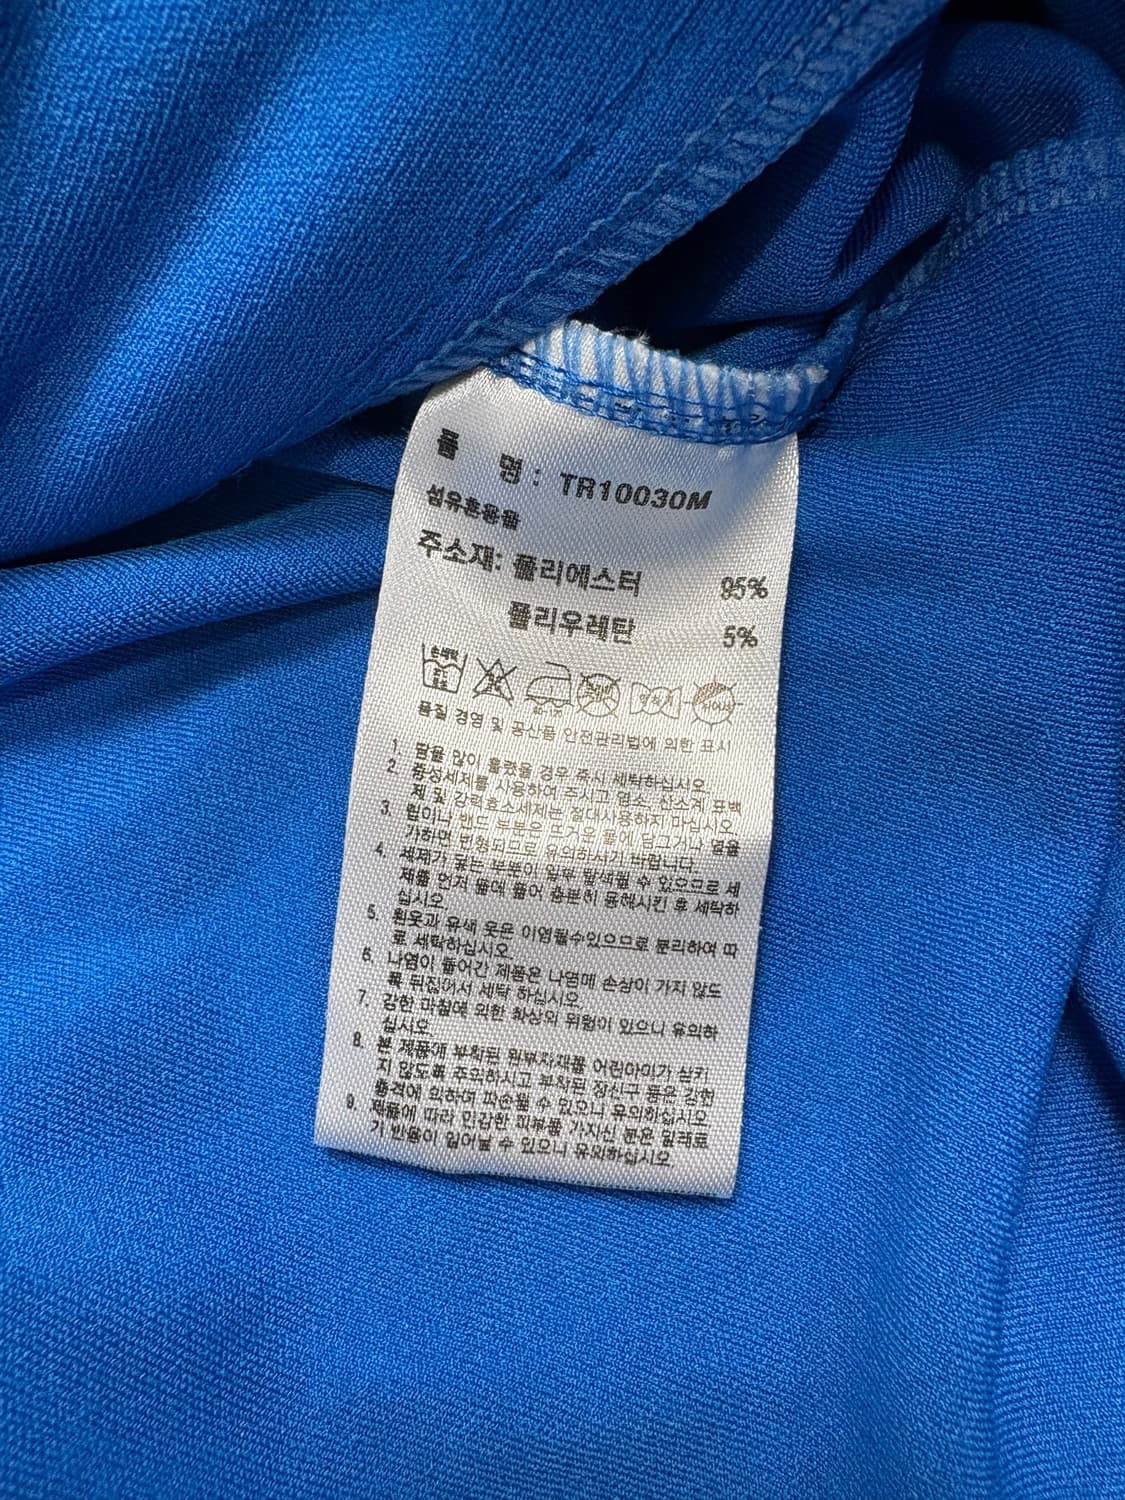 품 명 : TR10030M
섬유혼용율
주소재: 폴리에스터 95%
폴리우레탄 5%
손세탁
품질 경영 및 공산품 안전관리법에 의한 표시
1. 땀을 많이 흘렸을 경우 즉시 세탁하십시오.
2. 중성세제를 사용하여 주시고 염소, 산소계 표백
제 및 강력효소세제는 절대사용하지 마십시오.
3. 립이나 밴드 부분은 뜨거운 물에 담그거나 열을
가하면 변형되므로 유의하시기 바랍니다.
4. 세제가 닿는 부분이 일부 탈색될 수 있으므로 세
제를 먼저 물에 풀어 충분히 용해시킨 후 세탁하
십시오.
5. 흰옷과 유색 옷은 이염될수있으므로 분리하여 따
로 세탁하십시오.
6. 나염이 들어간 제품은 나염에 손상이 가지 않도
록 뒤집어서 세탁 하십시오.
7. 강한 마찰에 의한 손상의 위험이 있으니 유의하
십시오.
8. 본 제품에 부착된 원부자재를 어린아이가 삼키
지 않도록 주의하시고 부착된 장신구 등은 강한
충격에 의하여 파손될 수 있으니 유의하십시오.
9. 제품에 따라 민감한 피부를 가지신 분은 알레르
기 반응이 일어날 수 있으니 유의하십시오.